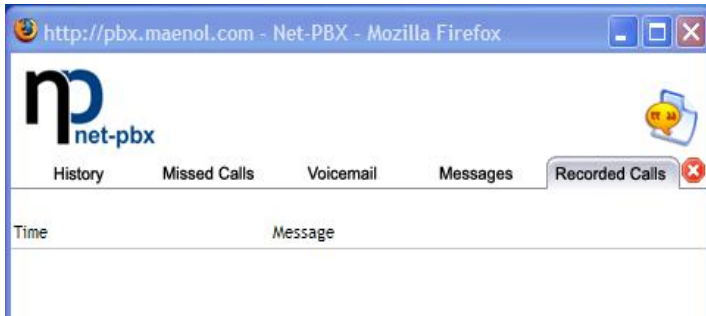 http://pbx.maenol.com - Net-PBX - Mozilla Firefox
np
net-pbx
History Missed Calls Voicemail Messages Recorded Calls
Time Message